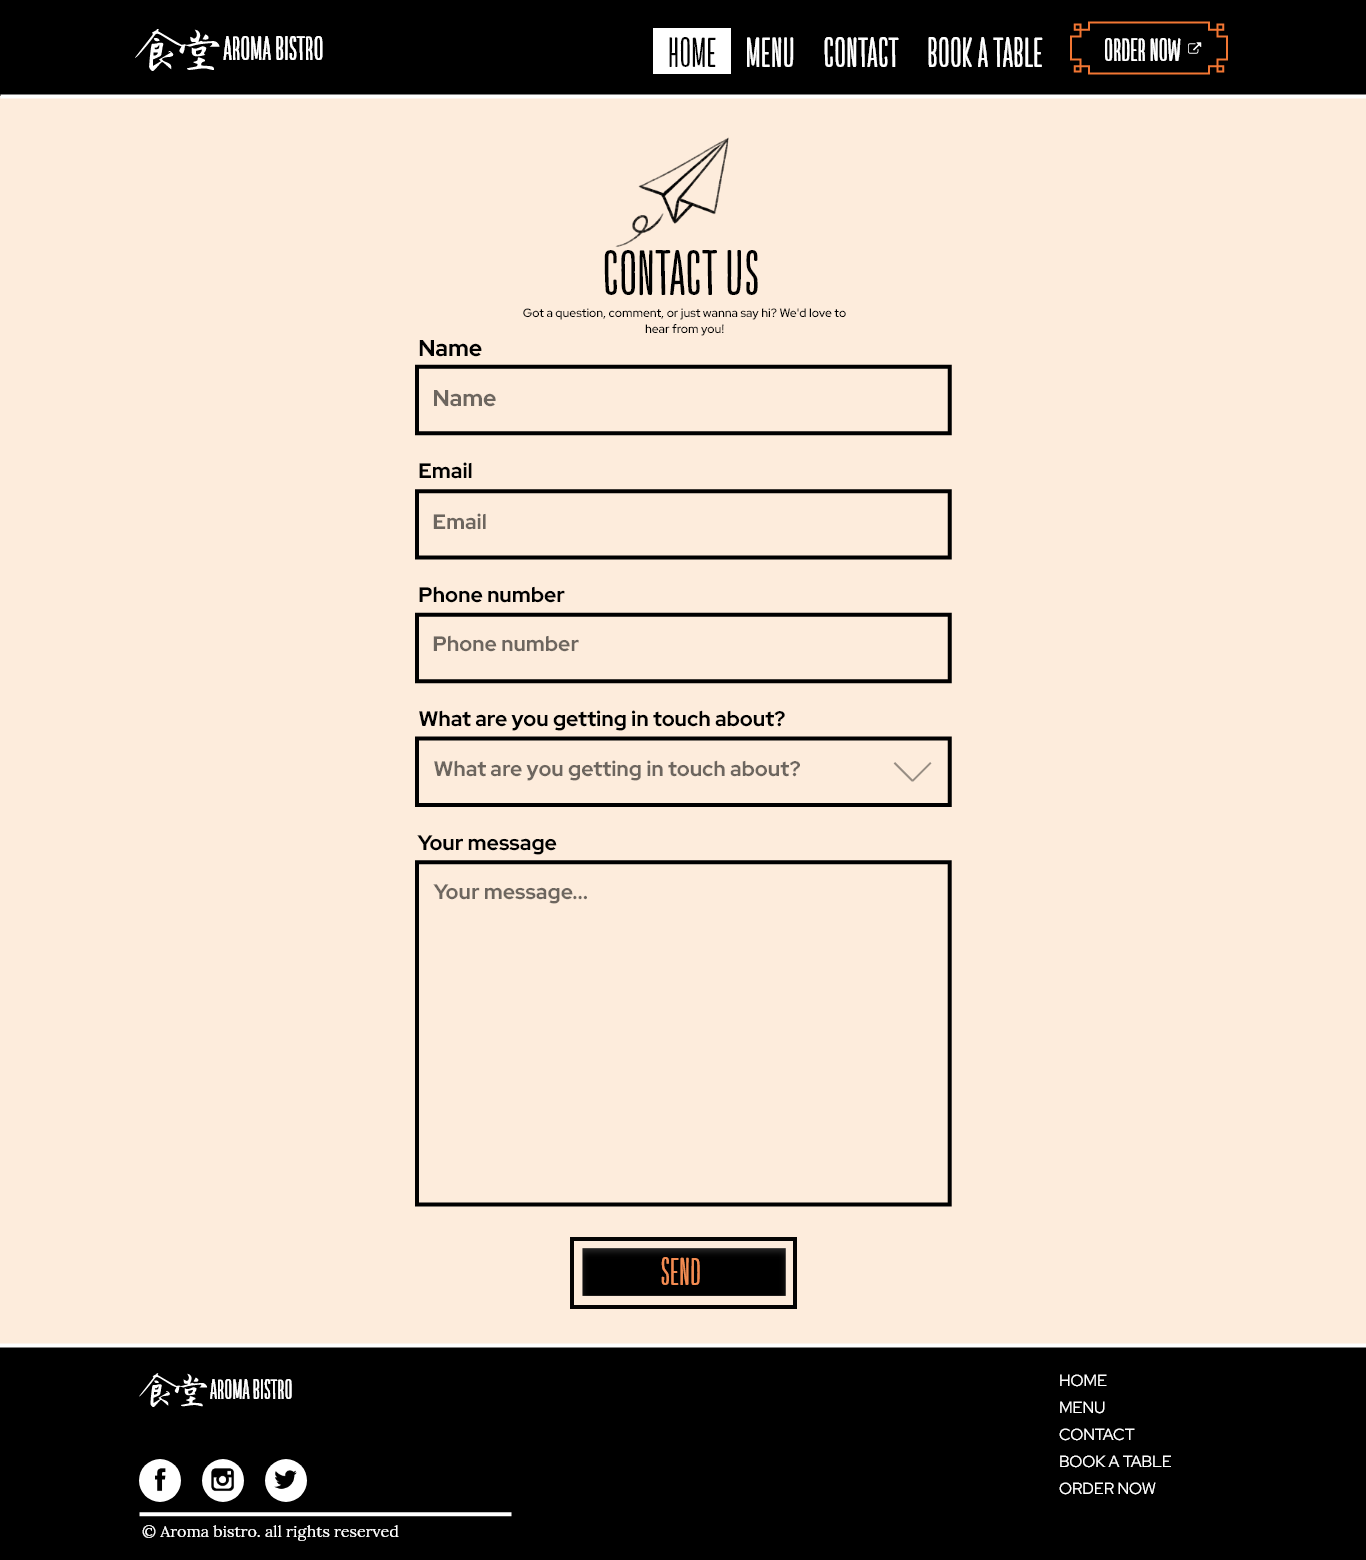 食堂 AROMA BISTRO
HOME MENU CONTACT BOOK A TABLE ORDER NOW
CONTACT US
Got a question, comment, or just wanna say hi? We'd love to
hear from you!
Name
Name
Email
Email
Phone number
Phone number
What are you getting in touch about?
What are you getting in touch about?
Your message
Your message...
SEND
食堂 AROMA BISTRO
HOME
MENU
CONTACT
BOOK A TABLE
ORDER NOW
© Aroma bistro. all rights reserved